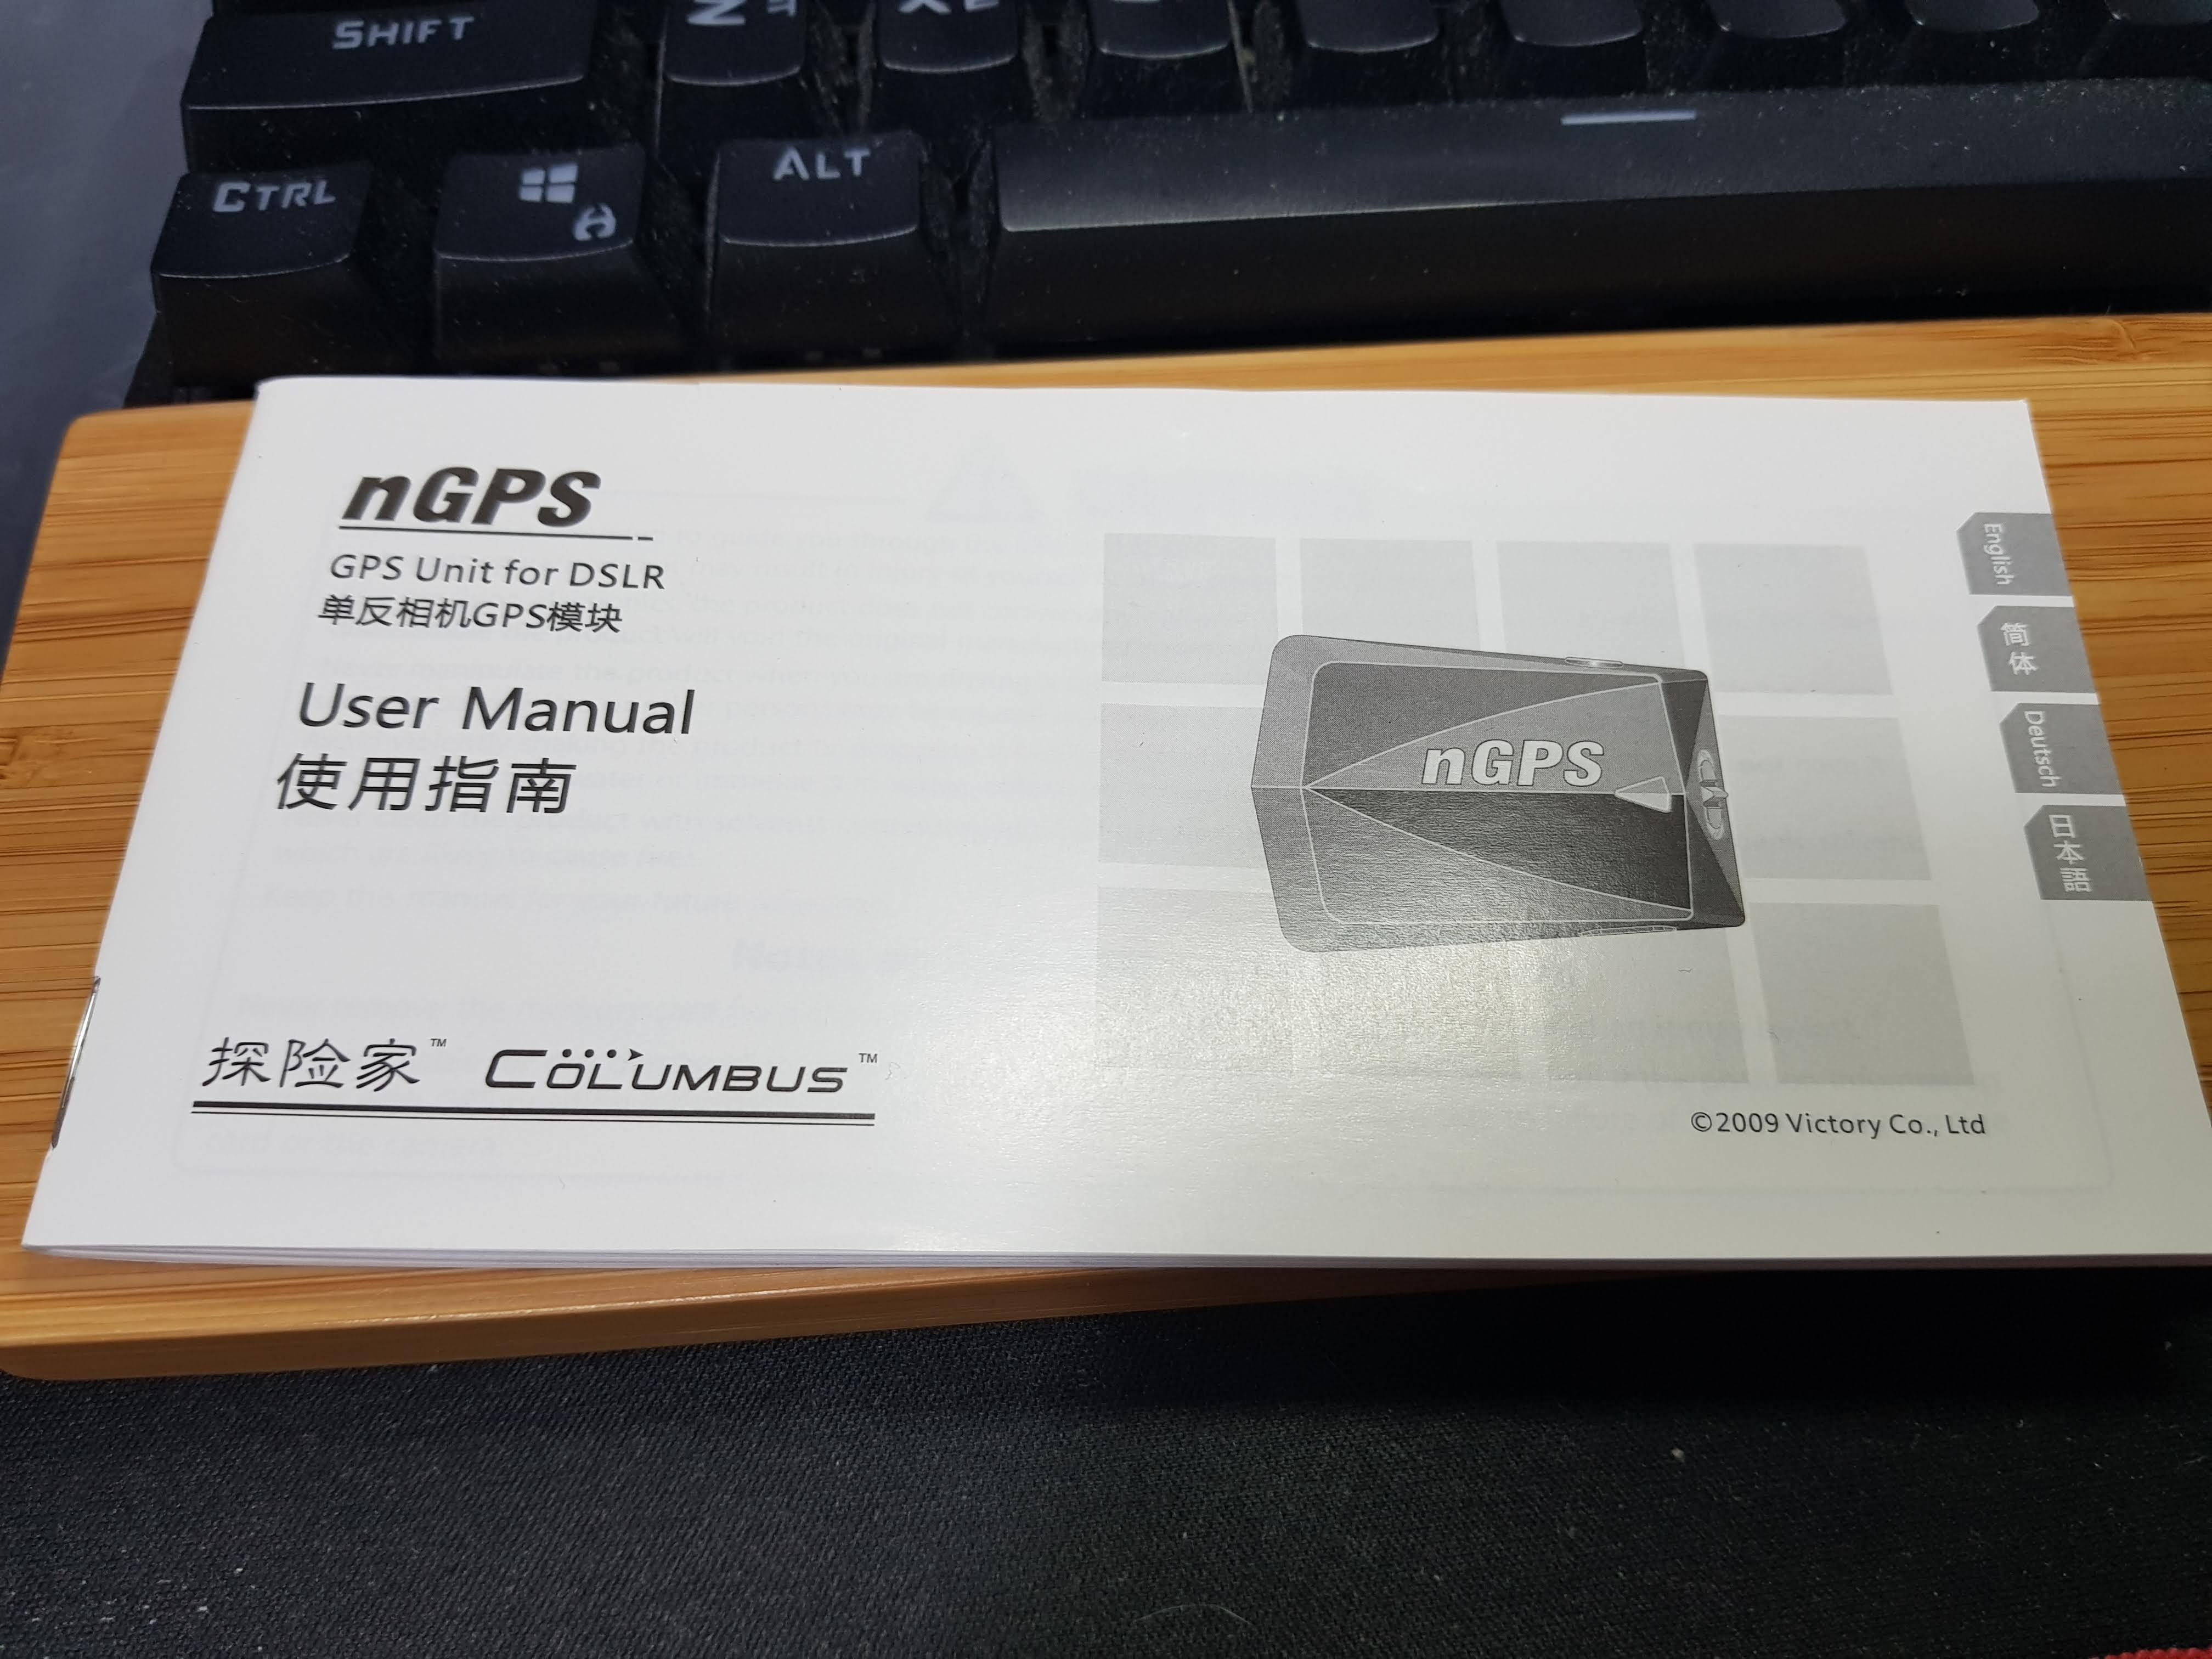 SHIFT
CTRL
ALT
nGPS
GPS Unit for DSLR
单反相机GPS模块
User Manual
使用指南
探险家™ COLUMBUS™
nGPS
©2009 Victory Co., Ltd
English
简体
Deutsch
日本語